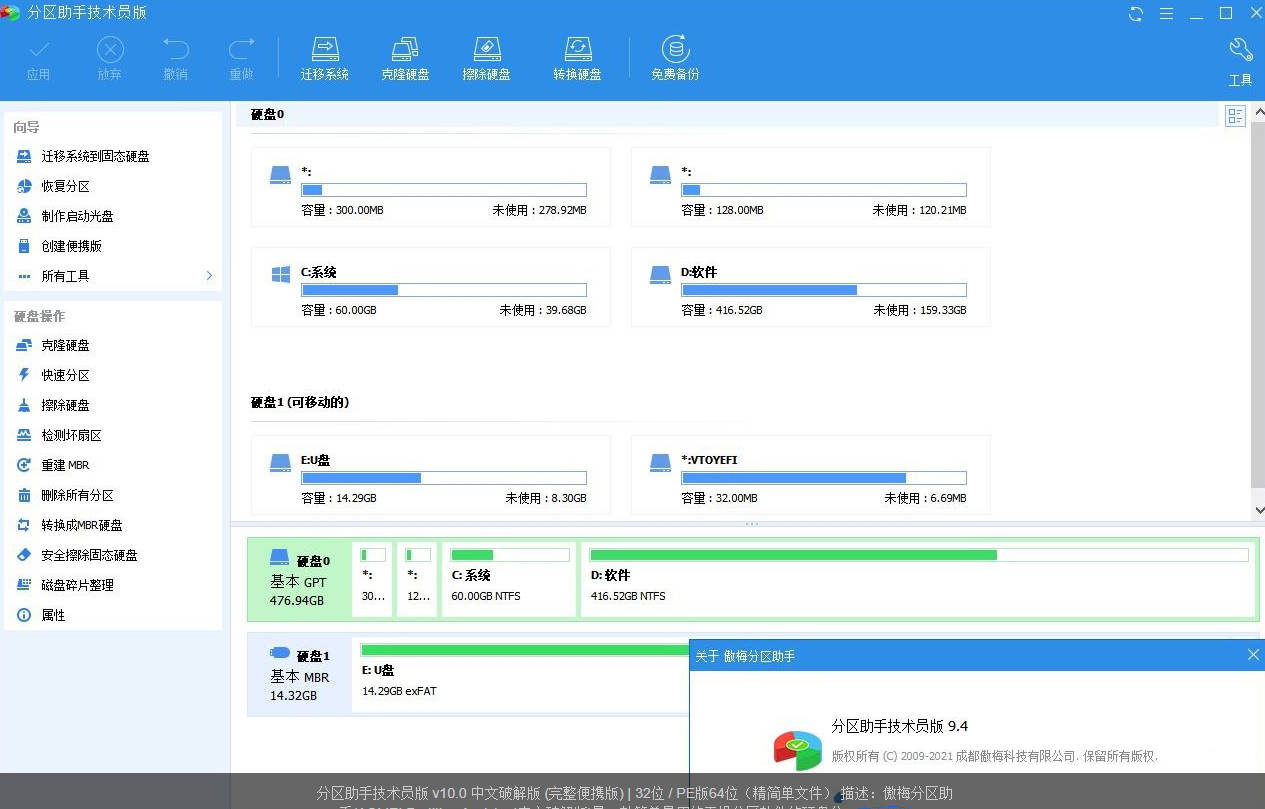 分区助手技术员版
应用 放弃 撤销 重做 迁移系统 克隆硬盘 擦除硬盘 转换硬盘 免费备份 工具
向导
迁移系统到固态硬盘
恢复分区
制作启动光盘
创建便携版
所有工具
硬盘操作
克隆硬盘
快速分区
擦除硬盘
检测坏扇区
重建 MBR
删除所有分区
转换成MBR硬盘
安全擦除固态硬盘
磁盘碎片整理
属性
硬盘0
*:
容量 : 300.00MB 未使用 : 278.92MB
*:
容量 : 128.00MB 未使用 : 120.21MB
C:系统
容量 : 60.00GB 未使用 : 39.68GB
D:软件
容量 : 416.52GB 未使用 : 159.33GB
硬盘1 (可移动的)
E:U盘
容量 : 14.29GB 未使用 : 8.30GB
*:VTOYEFI
容量 : 32.00MB 未使用 : 6.69MB
硬盘0
基本 GPT
476.94GB
*:
30...
*:
12...
C: 系统
60.00GB NTFS
D: 软件
416.52GB NTFS
硬盘1
基本 MBR
14.32GB
E: U盘
14.29GB exFAT
关于 傲梅分区助手
分区助手技术员版 9.4
版权所有 (C) 2009-2021 成都傲梅科技有限公司. 保留所有版权.
分区助手技术员版 v10.0 中文破解版 (完整便携版) | 32位 / PE版64位（精简单文件） 描述：傲梅分区助